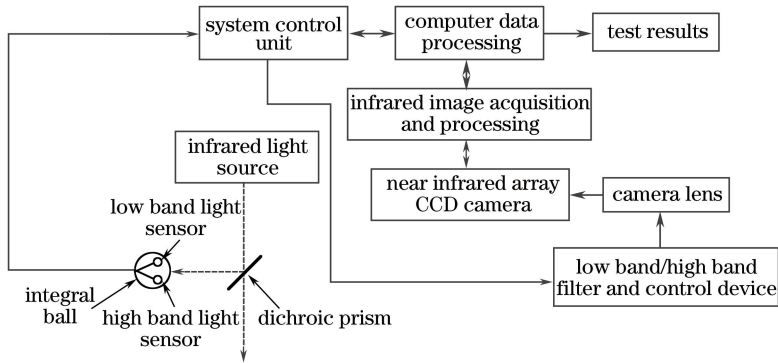 system control
unit
computer data
processing
test results
infrared image acquisition
and processing
infrared light
source
near infrared array
CCD camera
camera lens
low band light
sensor
low band/high band
filter and control device
integral
ball
high band light
sensor
dichroic prism